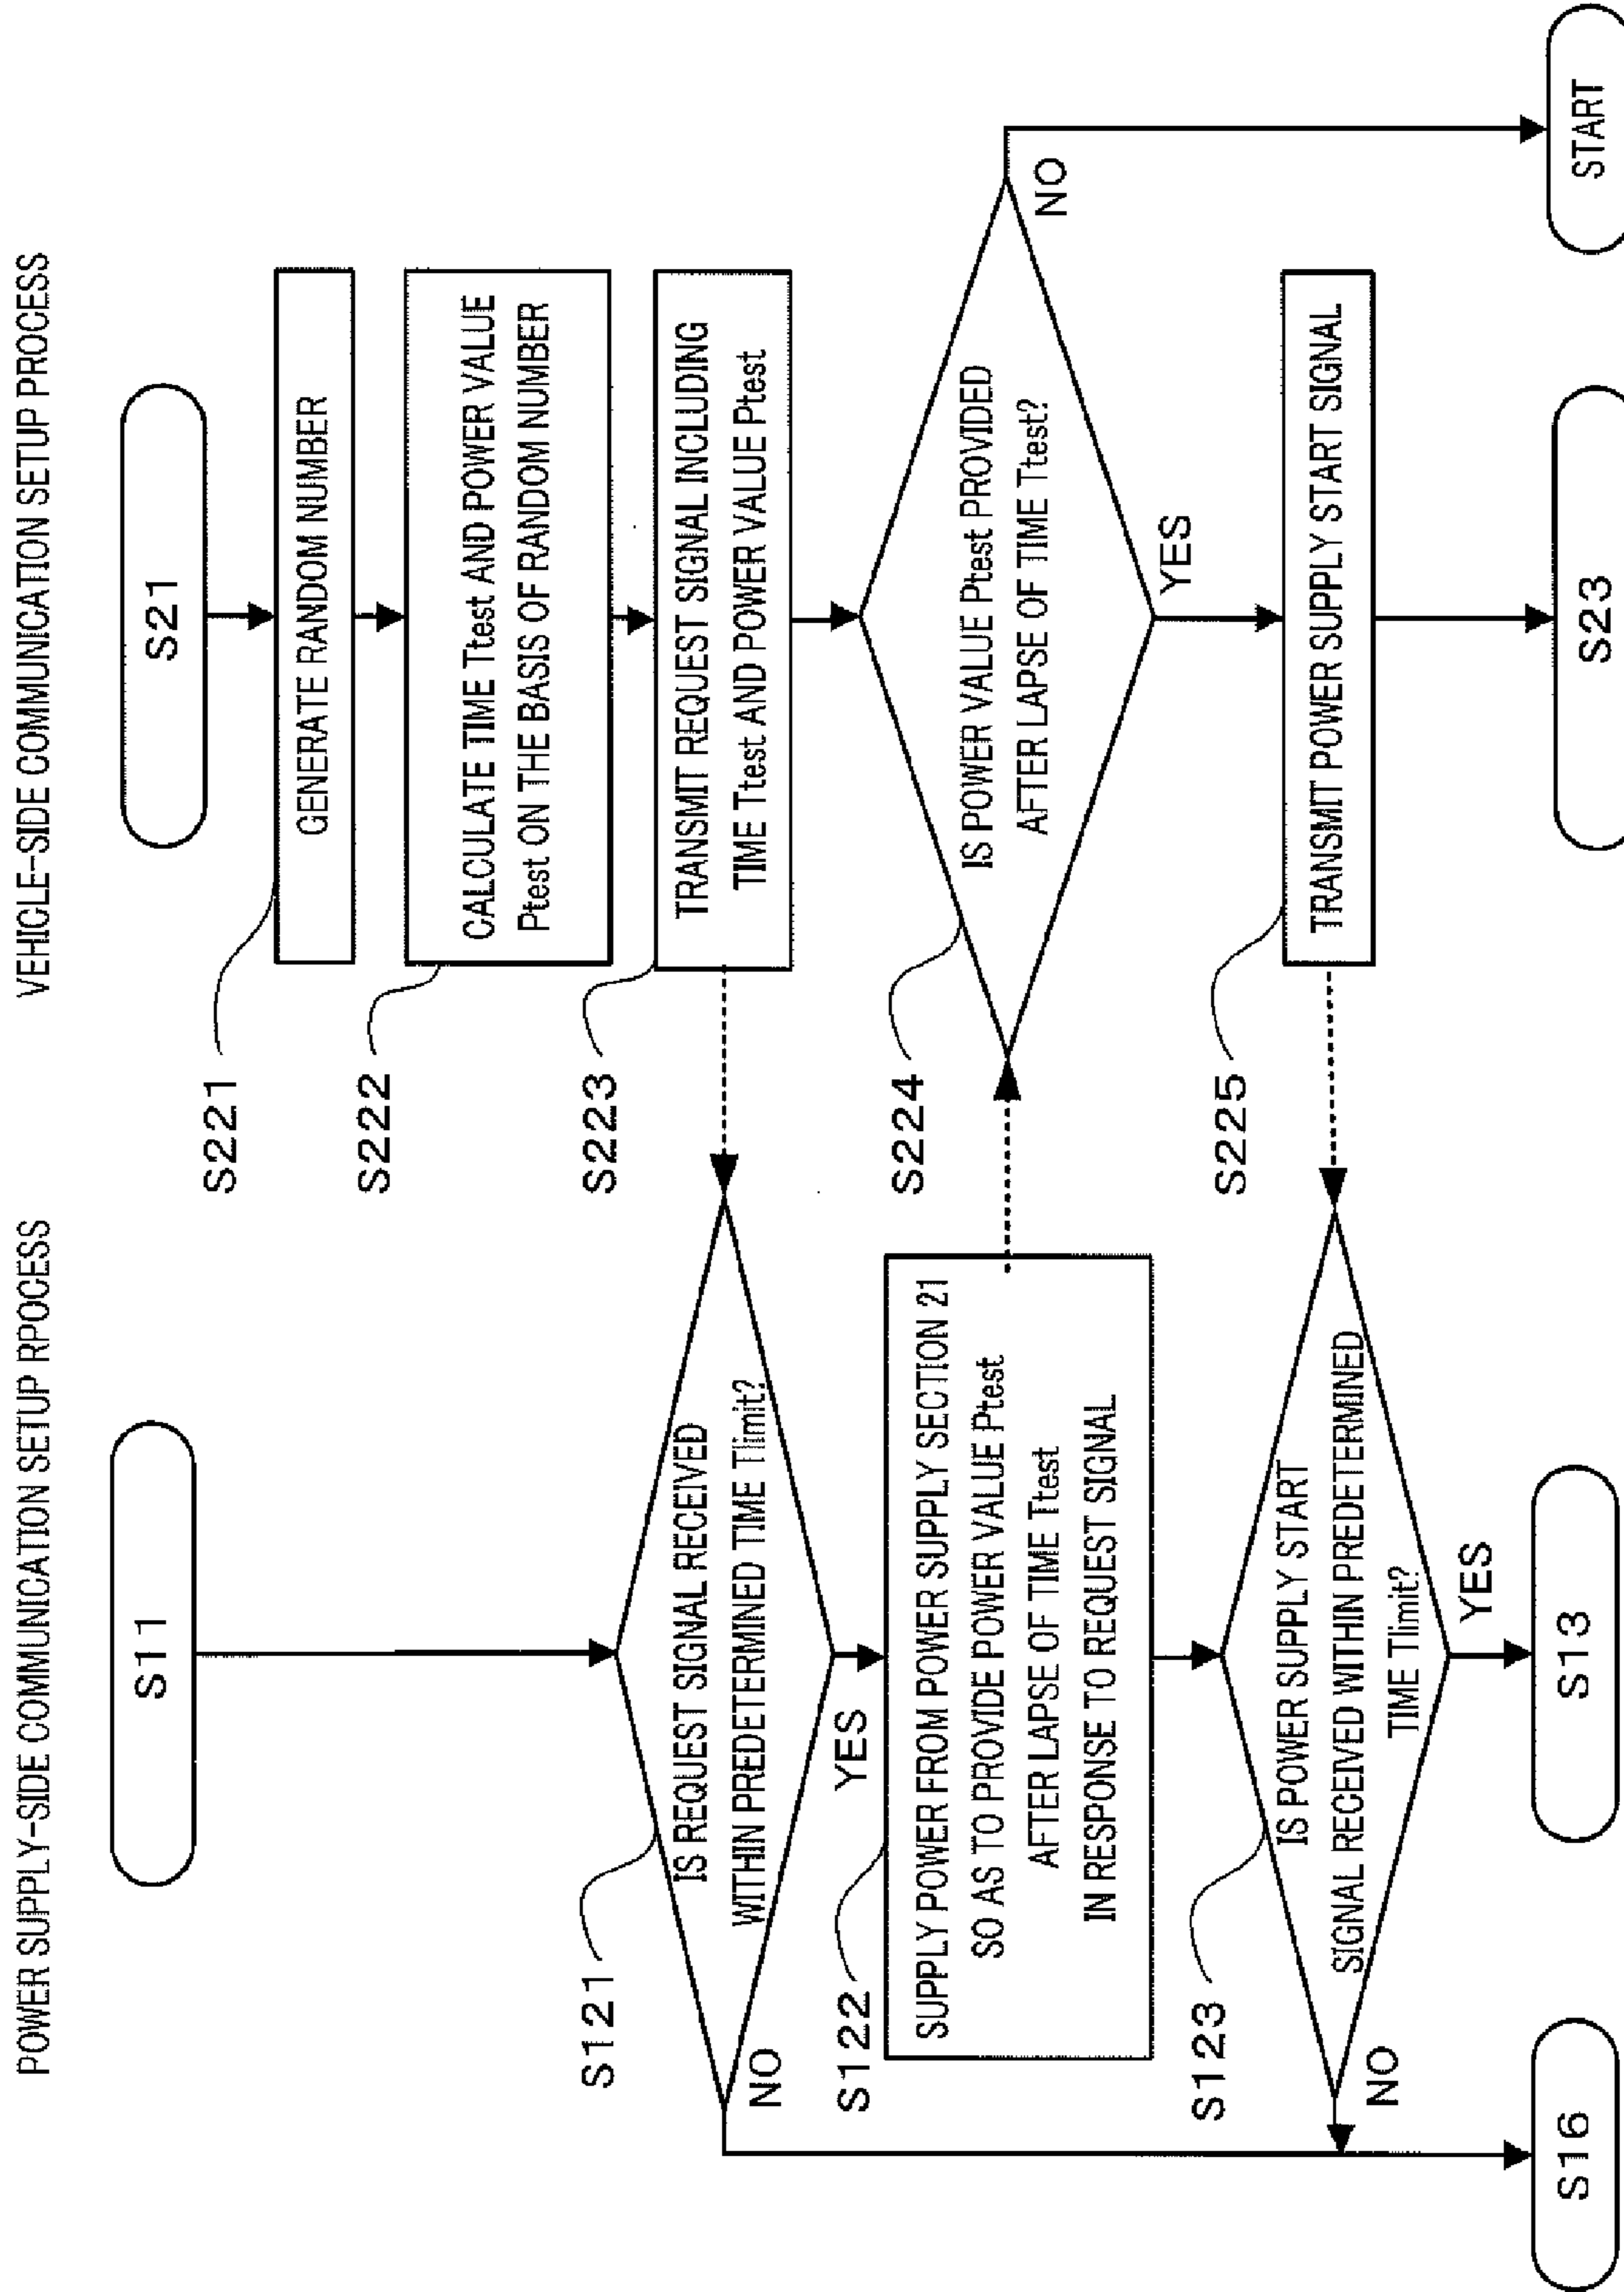 POWER SUPPLY-SIDE COMMUNICATION SETUP RPOCESS
S11
S121
IS REQUEST SIGNAL RECEIVED
WITHIN PREDETERMINED TIME Tlimit?
NO
YES
S122
SUPPLY POWER FROM POWER SUPPLY SECTION 21
SO AS TO PROVIDE POWER VALUE Ptest
AFTER LAPSE OF TIME Ttest
IN RESPONSE TO REQUEST SIGNAL
S123
IS POWER SUPPLY START
SIGNAL RECEIVED WITHIN PREDETERMINED
TIME Tlimit?
NO
YES
S16
S13
VEHICLE-SIDE COMMUNICATION SETUP PROCESS
S21
S221
GENERATE RANDOM NUMBER
S222
CALCULATE TIME Ttest AND POWER VALUE
Ptest ON THE BASIS OF RANDOM NUMBER
S223
TRANSMIT REQUEST SIGNAL INCLUDING
TIME Ttest AND POWER VALUE Ptest
S224
IS POWER VALUE Ptest PROVIDED
AFTER LAPSE OF TIME Ttest?
NO
YES
S225
TRANSMIT POWER SUPPLY START SIGNAL
S23
START